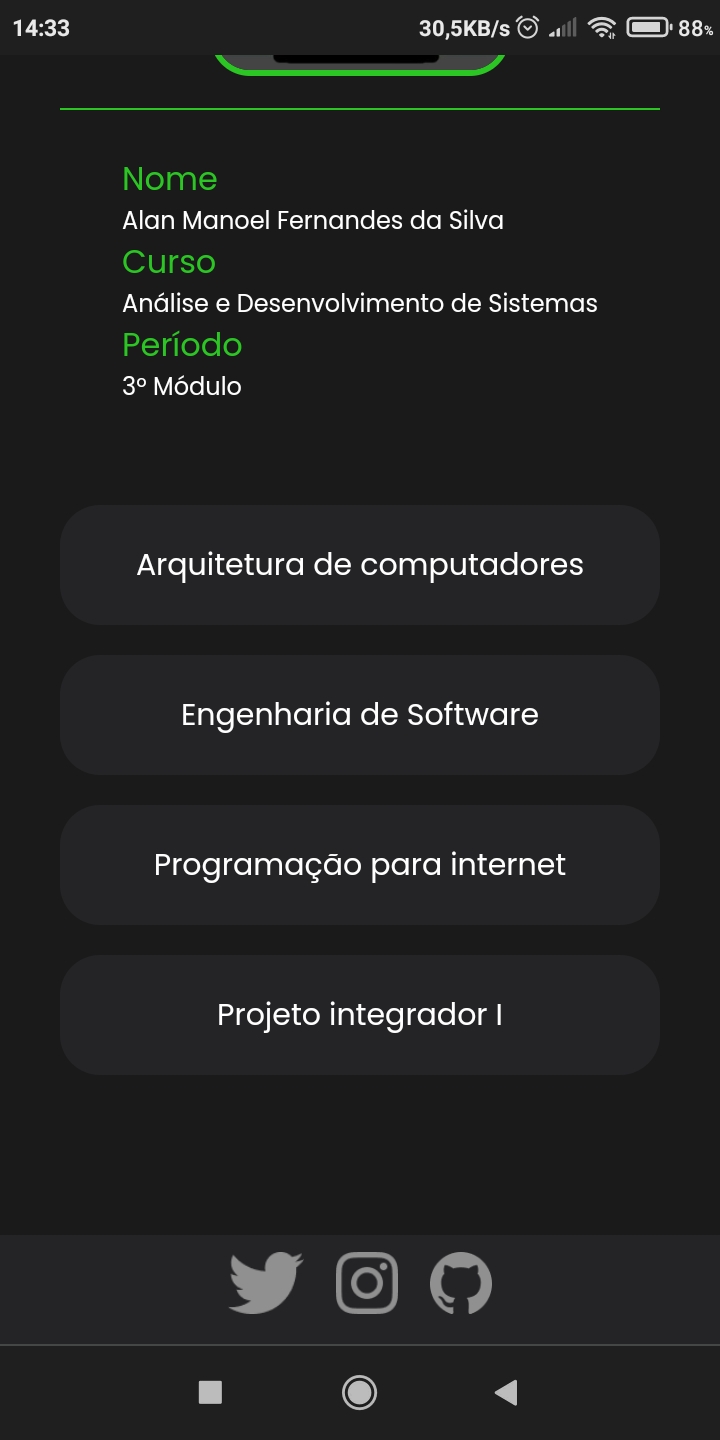 14:33
30,5KB/s
88%
Nome
Alan Manoel Fernandes da Silva
Curso
Análise e Desenvolvimento de Sistemas
Período
3º Módulo
Arquitetura de computadores
Engenharia de Software
Programação para internet
Projeto integrador I